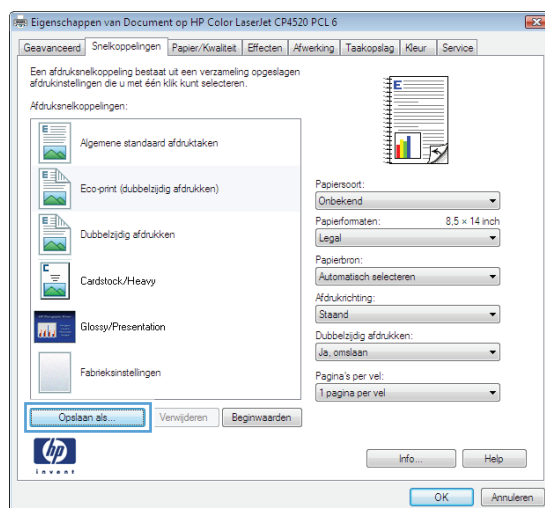 Eigenschappen van Document op HP Color LaserJet CP4520 PCL 6
Geavanceerd Snelkoppelingen Papier/Kwaliteit Effecten Afwerking Taakopslag Kleur Service
Een afdruksnelkoppeling bestaat uit een verzameling opgeslagen
afdrukinstellingen die u met één klik kunt selecteren.
Afdruksnelkoppelingen:
Algemene standaard afdruktaken
Eco-print (dubbelzijdig afdrukken)
Dubbelzijdig afdrukken
Cardstock/Heavy
Glossy/Presentation
Fabrieksinstellingen
Opslaan als... Verwijderen Beginwaarden
E
Papiersoort:
Onbekend
Papierformaten: 8,5 × 14 inch
Legal
Papierbron:
Automatisch selecteren
Afdrukrichting:
Staand
Dubbelzijdig afdrukken:
Ja, omslaan
Pagina's per vel:
1 pagina per vel
hp
invent
Info... Help
OK Annuleren